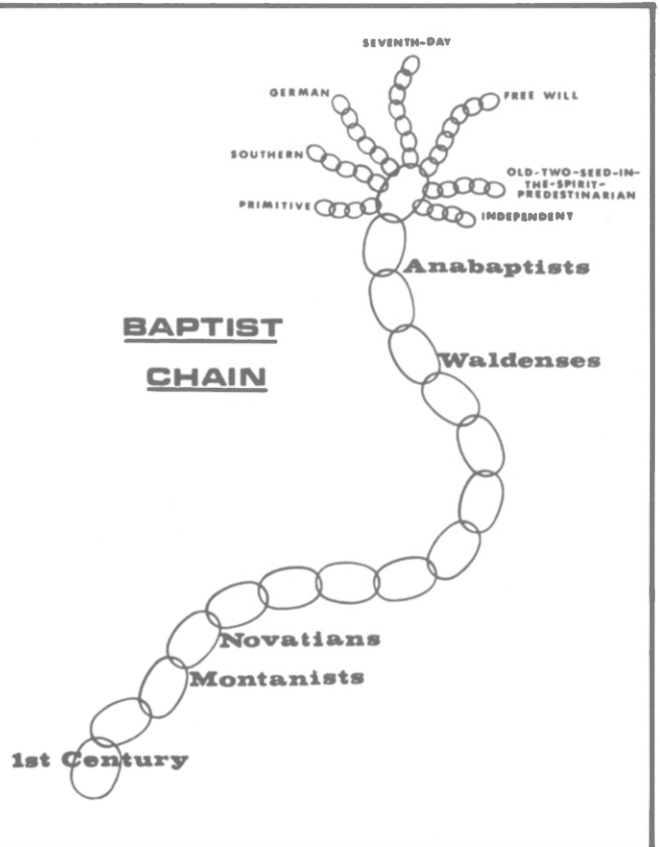 SEVENTH-DAY
GERMAN
FREE WILL
SOUTHERN
OLD-TWO-SEED-IN-
THE-SPIRIT-
PREDESTINARIAN
PRIMITIVE
INDEPENDENT
Anabaptists
BAPTIST
CHAIN
Waldenses
Novatians
Montanists
1st Century